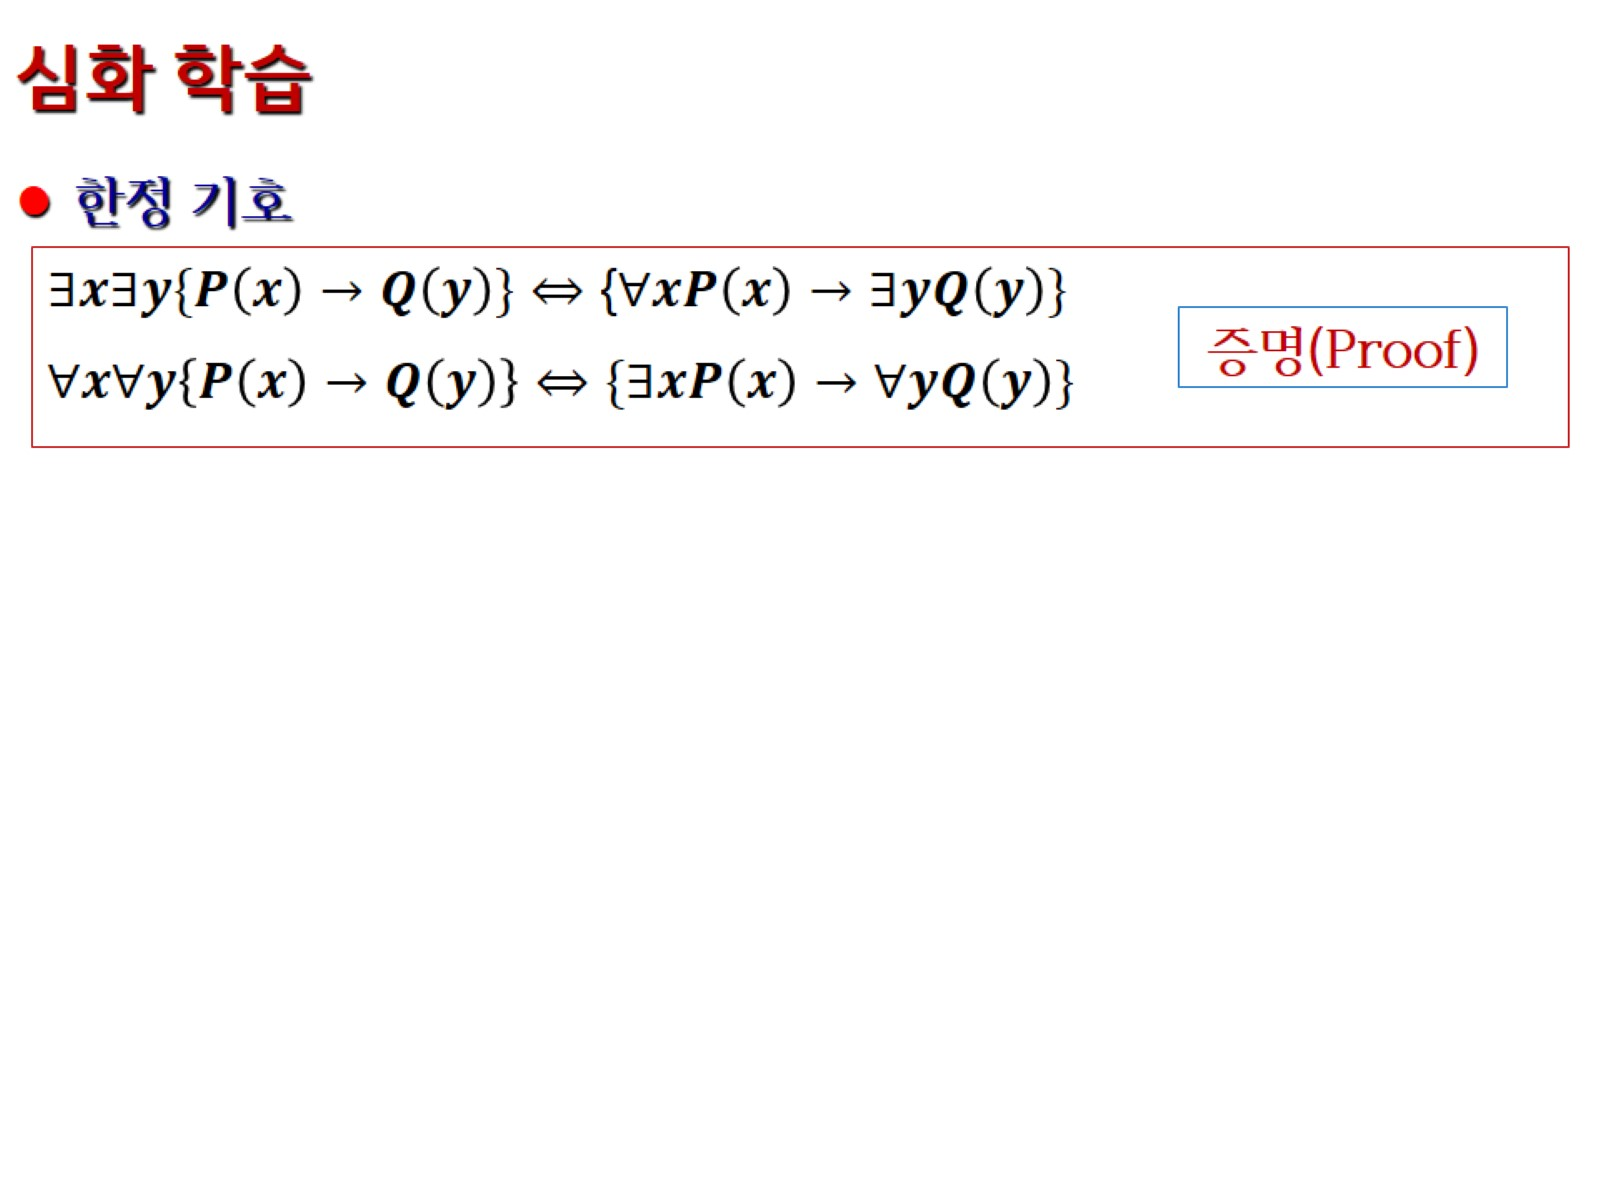 심화 학습
● 한정 기호
∃x∃y{P(x) → Q(y)} ⇔ {∀xP(x) → ∃yQ(y)}
∀x∀y{P(x) → Q(y)} ⇔ {∃xP(x) → ∀yQ(y)}
증명(Proof)